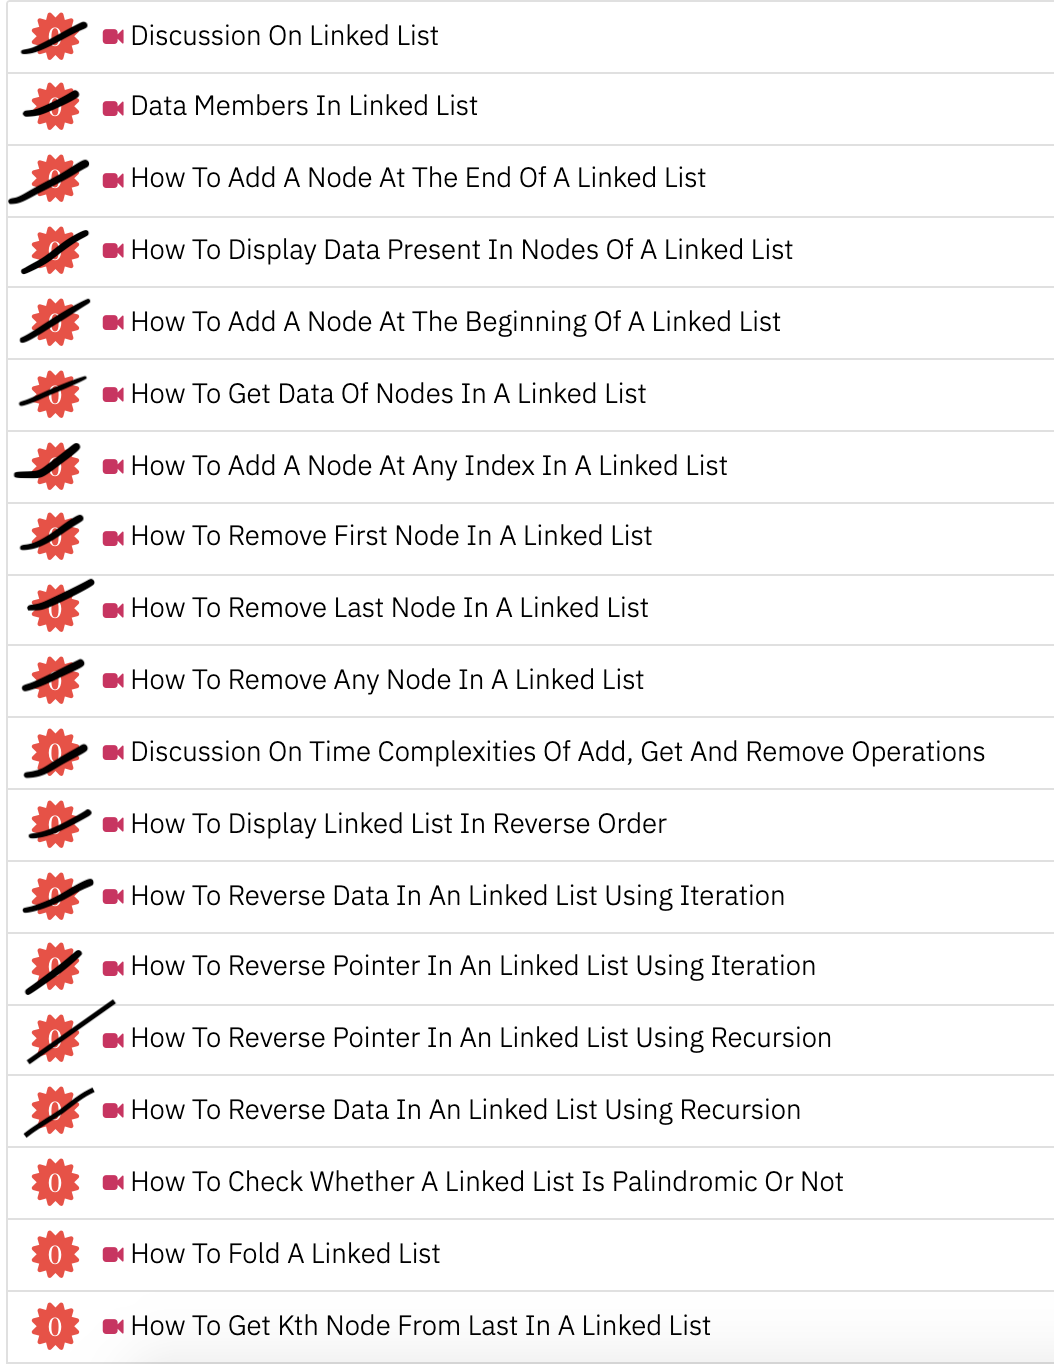 0 Discussion On Linked List
0 Data Members In Linked List
0 How To Add A Node At The End Of A Linked List
0 How To Display Data Present In Nodes Of A Linked List
0 How To Add A Node At The Beginning Of A Linked List
0 How To Get Data Of Nodes In A Linked List
0 How To Add A Node At Any Index In A Linked List
0 How To Remove First Node In A Linked List
0 How To Remove Last Node In A Linked List
0 How To Remove Any Node In A Linked List
0 Discussion On Time Complexities Of Add, Get And Remove Operations
0 How To Display Linked List In Reverse Order
0 How To Reverse Data In An Linked List Using Iteration
0 How To Reverse Pointer In An Linked List Using Iteration
0 How To Reverse Pointer In An Linked List Using Recursion
0 How To Reverse Data In An Linked List Using Recursion
0 How To Check Whether A Linked List Is Palindromic Or Not
0 How To Fold A Linked List
0 How To Get Kth Node From Last In A Linked List